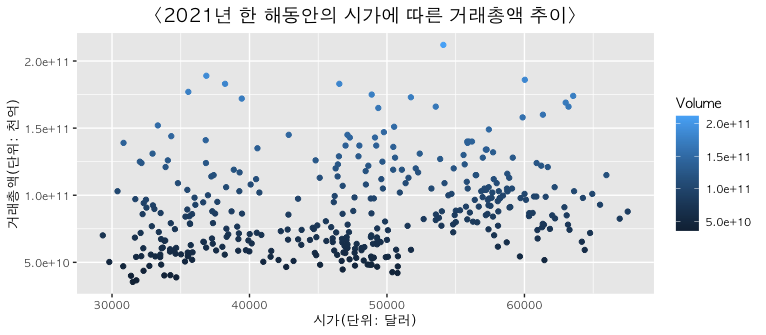 〈2021년 한 해동안의 시가에 따른 거래총액 추이〉
거래총액(단위: 천억)
2.0e+11
1.5e+11
1.0e+11
5.0e+10
30000 40000 50000 60000
시가(단위: 달러)
Volume
2.0e+11
1.5e+11
1.0e+11
5.0e+10